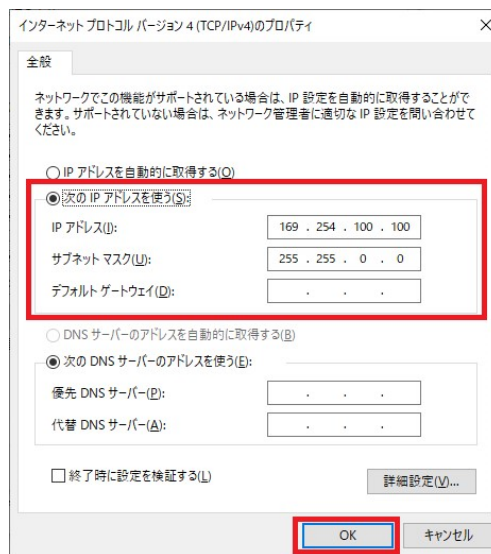 インターネット プロトコル バージョン 4 (TCP/IPv4)のプロパティ
全般
ネットワークでこの機能がサポートされている場合は、IP 設定を自動的に取得することがで
きます。サポートされていない場合は、ネットワーク管理者に適切な IP 設定を問い合わせて
ください。
IP アドレスを自動的に取得する(O)
次の IP アドレスを使う(S):
IP アドレス(I): 169 . 254 . 100 . 100
サブネット マスク(U): 255 . 255 . 0 . 0
デフォルト ゲートウェイ(D): . . .
DNS サーバーのアドレスを自動的に取得する(B)
次の DNS サーバーのアドレスを使う(E):
優先 DNS サーバー(P): . . .
代替 DNS サーバー(A): . . .
終了時に設定を検証する(L)
詳細設定(V)...
OK キャンセル